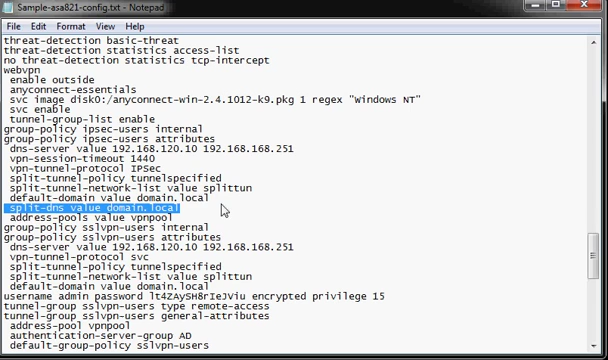 Sample-asa821-config.txt - Notepad
File Edit Format View Help
threat-detection basic-threat
threat-detection statistics access-list
no threat-detection statistics tcp-intercept
webvpn
enable outside
anyconnect-essentials
svc image disk0:/anyconnect-win-2.4.1012-k9.pkg 1 regex "Windows NT"
svc enable
tunnel-group-list enable
group-policy ipsec-users internal
group-policy ipsec-users attributes
dns-server value 192.168.120.10 192.168.168.251
vpn-session-timeout 1440
vpn-tunnel-protocol IPSec
split-tunnel-policy tunnelspecified
split-tunnel-network-list value splittun
default-domain value domain.local
split-dns value domain.local
address-pools value vpnpool
group-policy sslvpn-users internal
group-policy sslvpn-users attributes
dns-server value 192.168.120.10 192.168.168.251
vpn-tunnel-protocol svc
split-tunnel-policy tunnelspecified
split-tunnel-network-list value splittun
default-domain value domain.local
username admin password lt4ZAySH8rIeJViu encrypted privilege 15
tunnel-group sslvpn-users type remote-access
tunnel-group sslvpn-users general-attributes
address-pool vpnpool
authentication-server-group AD
default-group-policy sslvpn-users